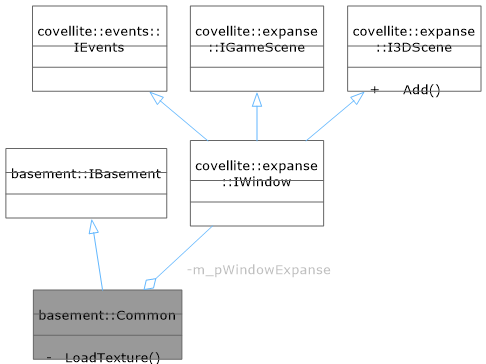 covellite::events::
IEvents
covellite::expanse
::IGameScene
covellite::expanse
::I3DScene
+ Add()
basement::IBasement
covellite::expanse
::IWindow
-m_pWindowExpanse
basement::Common
- LoadTexture()